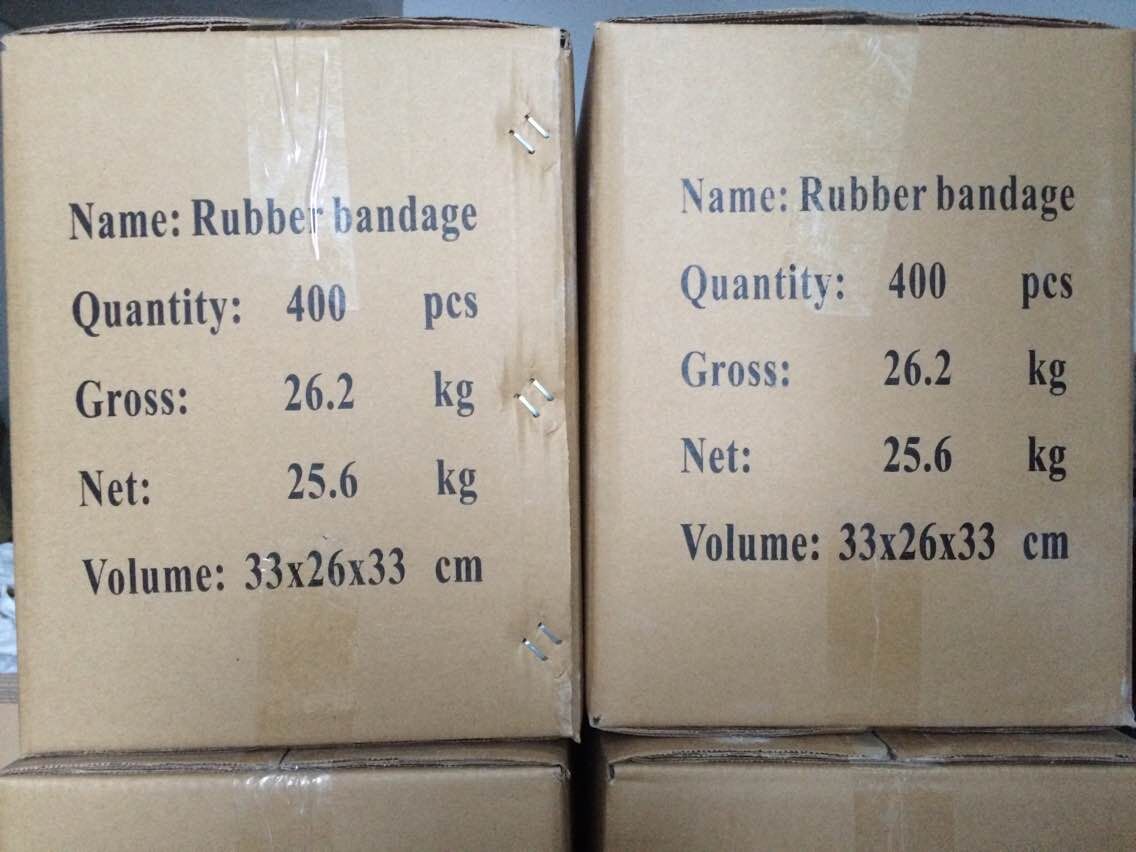 Name: Rubber bandage
Quantity: 400 pcs
Gross: 26.2 kg
Net: 25.6 kg
Volume: 33x26x33 cm
Name: Rubber bandage
Quantity: 400 pcs
Gross: 26.2 kg
Net: 25.6 kg
Volume: 33x26x33 cm